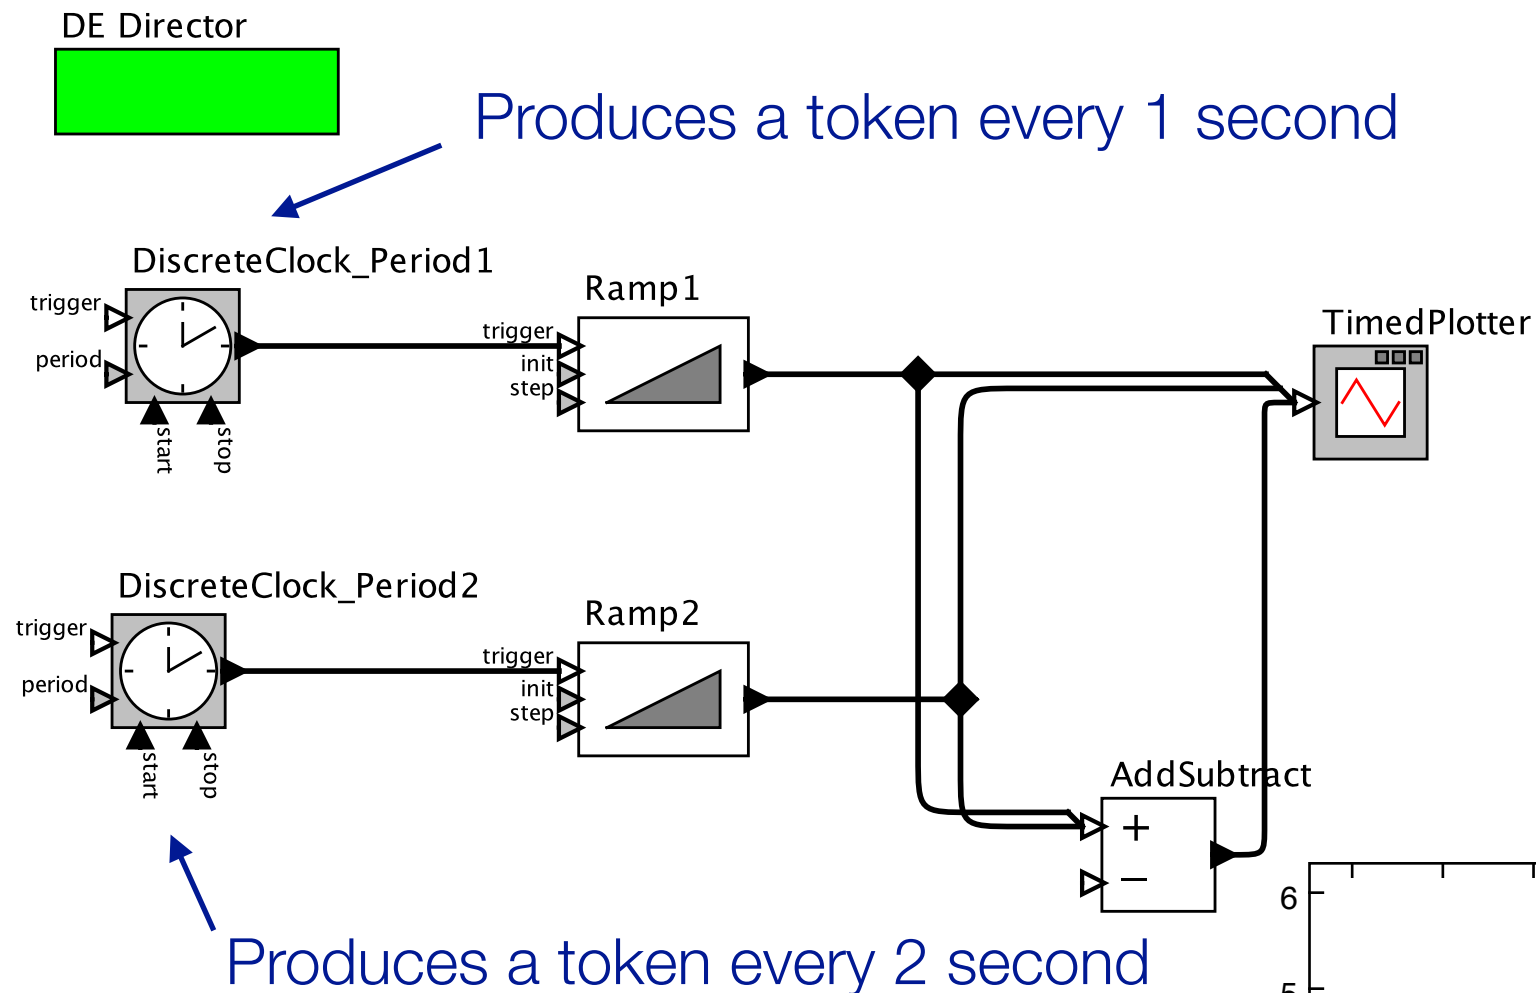 DE Director
Produces a token every 1 second
DiscreteClock_Period1
trigger
period
start
stop
Ramp1
trigger
init
step
TimedPlotter
DiscreteClock_Period2
trigger
period
start
stop
Ramp2
trigger
init
step
AddSubtract
+
−
6
5
Produces a token every 2 second